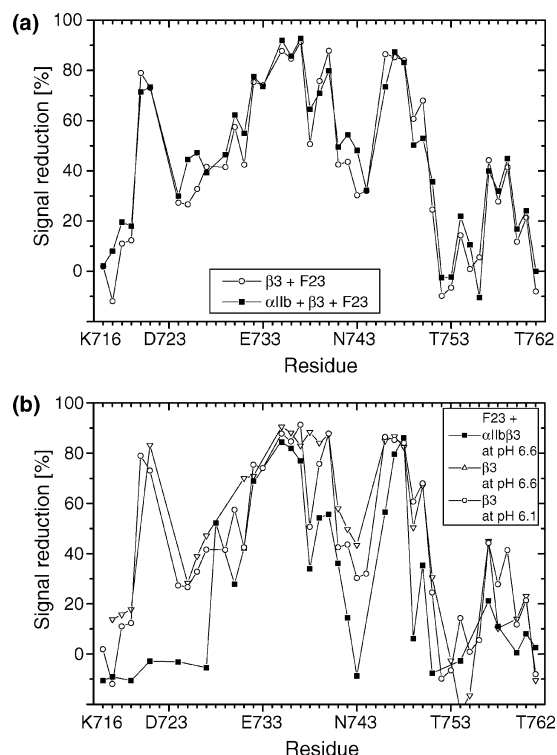 (a)
Signal reduction [%]
100
80
60
40
20
0
β3 + F23
αIIb + β3 + F23
K716 D723 E733 N743 T753 T762
Residue
(b)
Signal reduction [%]
100
80
60
40
20
0
F23 +
αIIbβ3
at pH 6.6
β3
at pH 6.6
β3
at pH 6.1
K716 D723 E733 N743 T753 T762
Residue